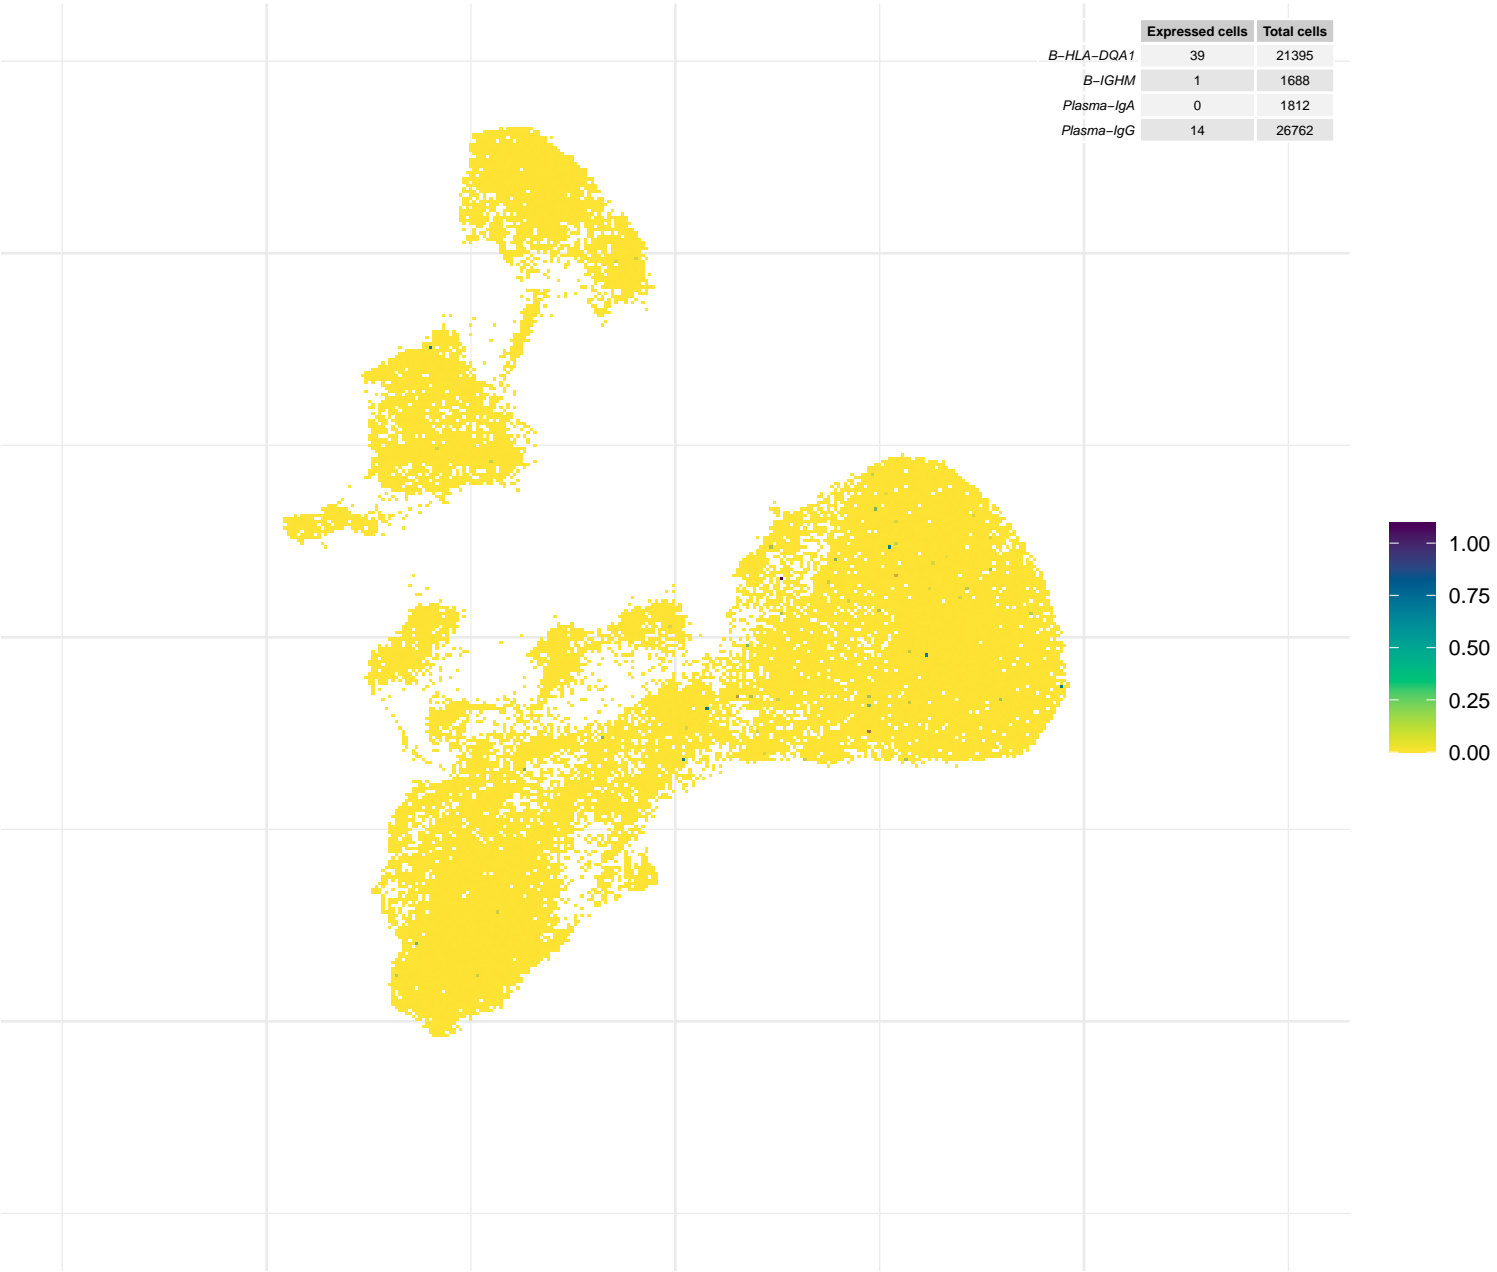 Expressed cells Total cells
B−HLA−DQA1 39 21395
B−IGHM 1 1688
Plasma−IgA 0 1812
Plasma−IgG 14 26762
1.00
0.75
0.50
0.25
0.00